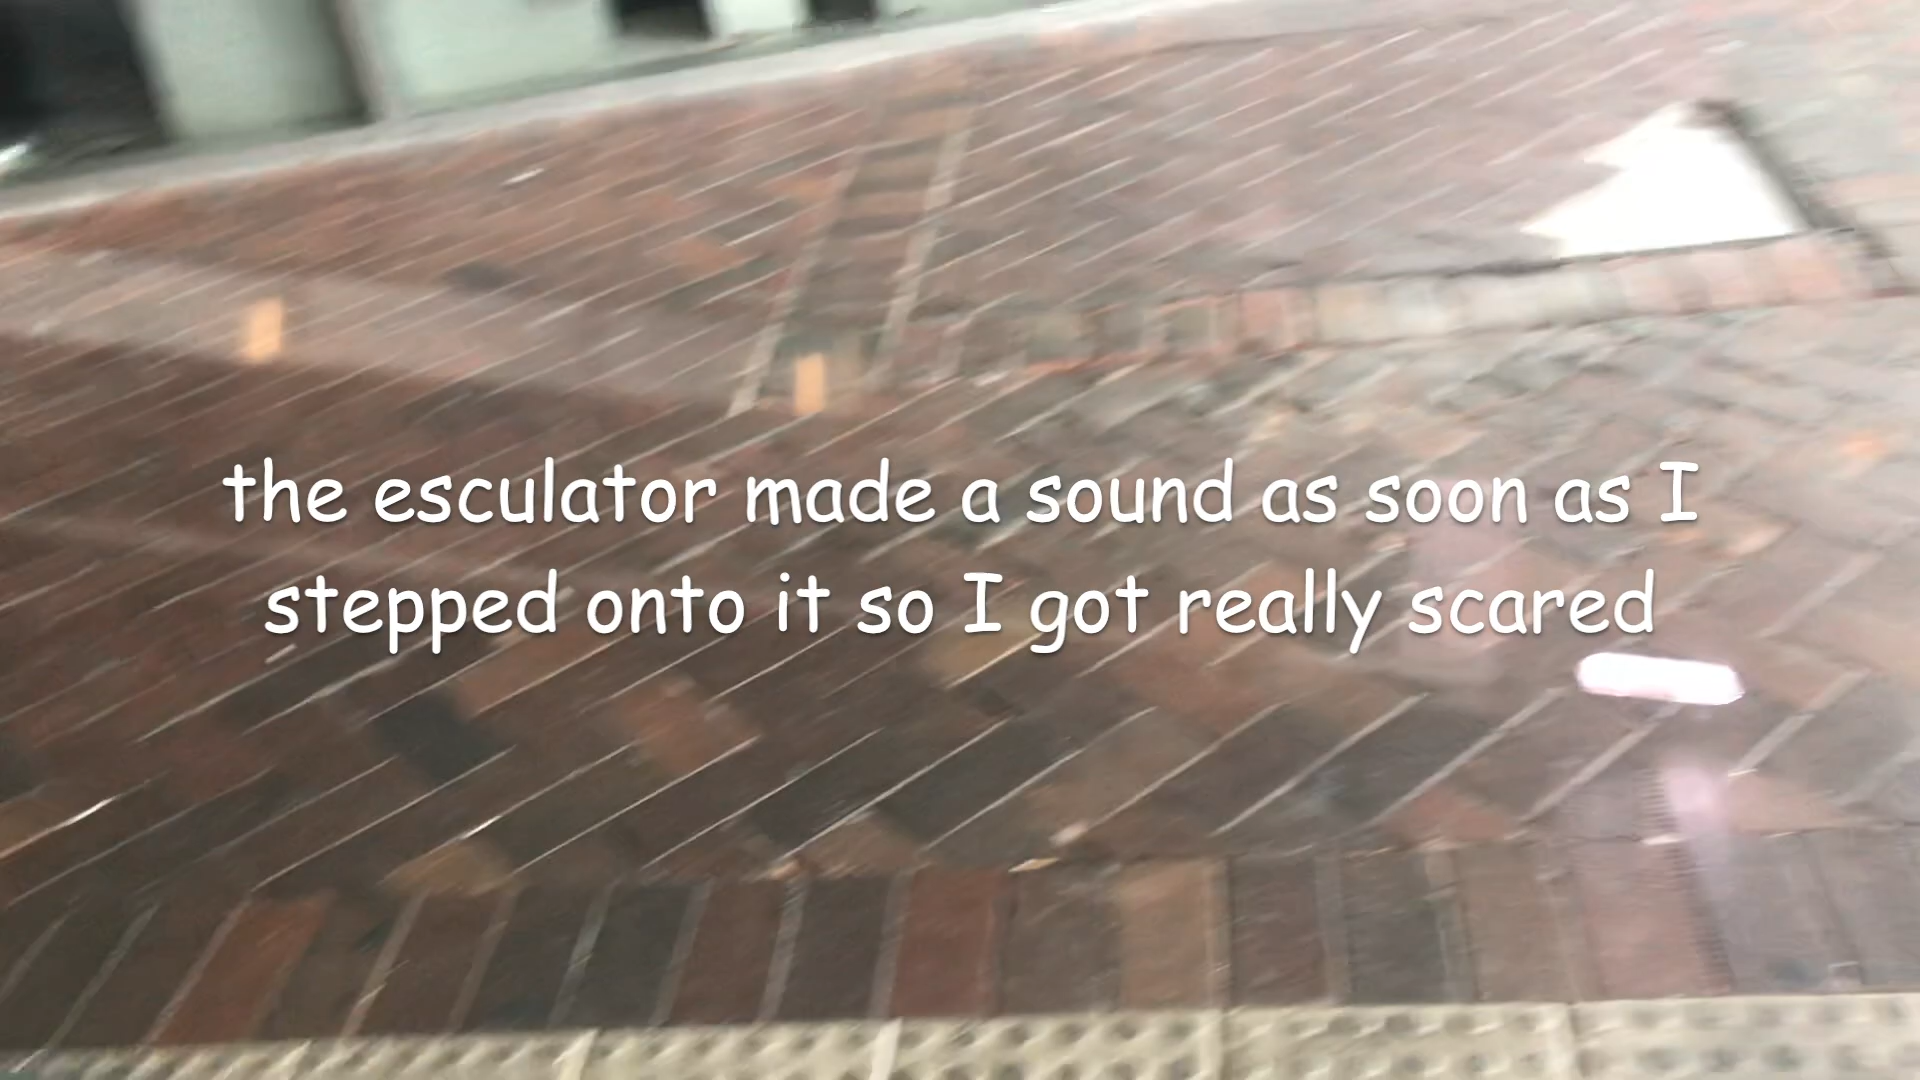 the esculator made a sound as soon as I
stepped onto it so I got really scared